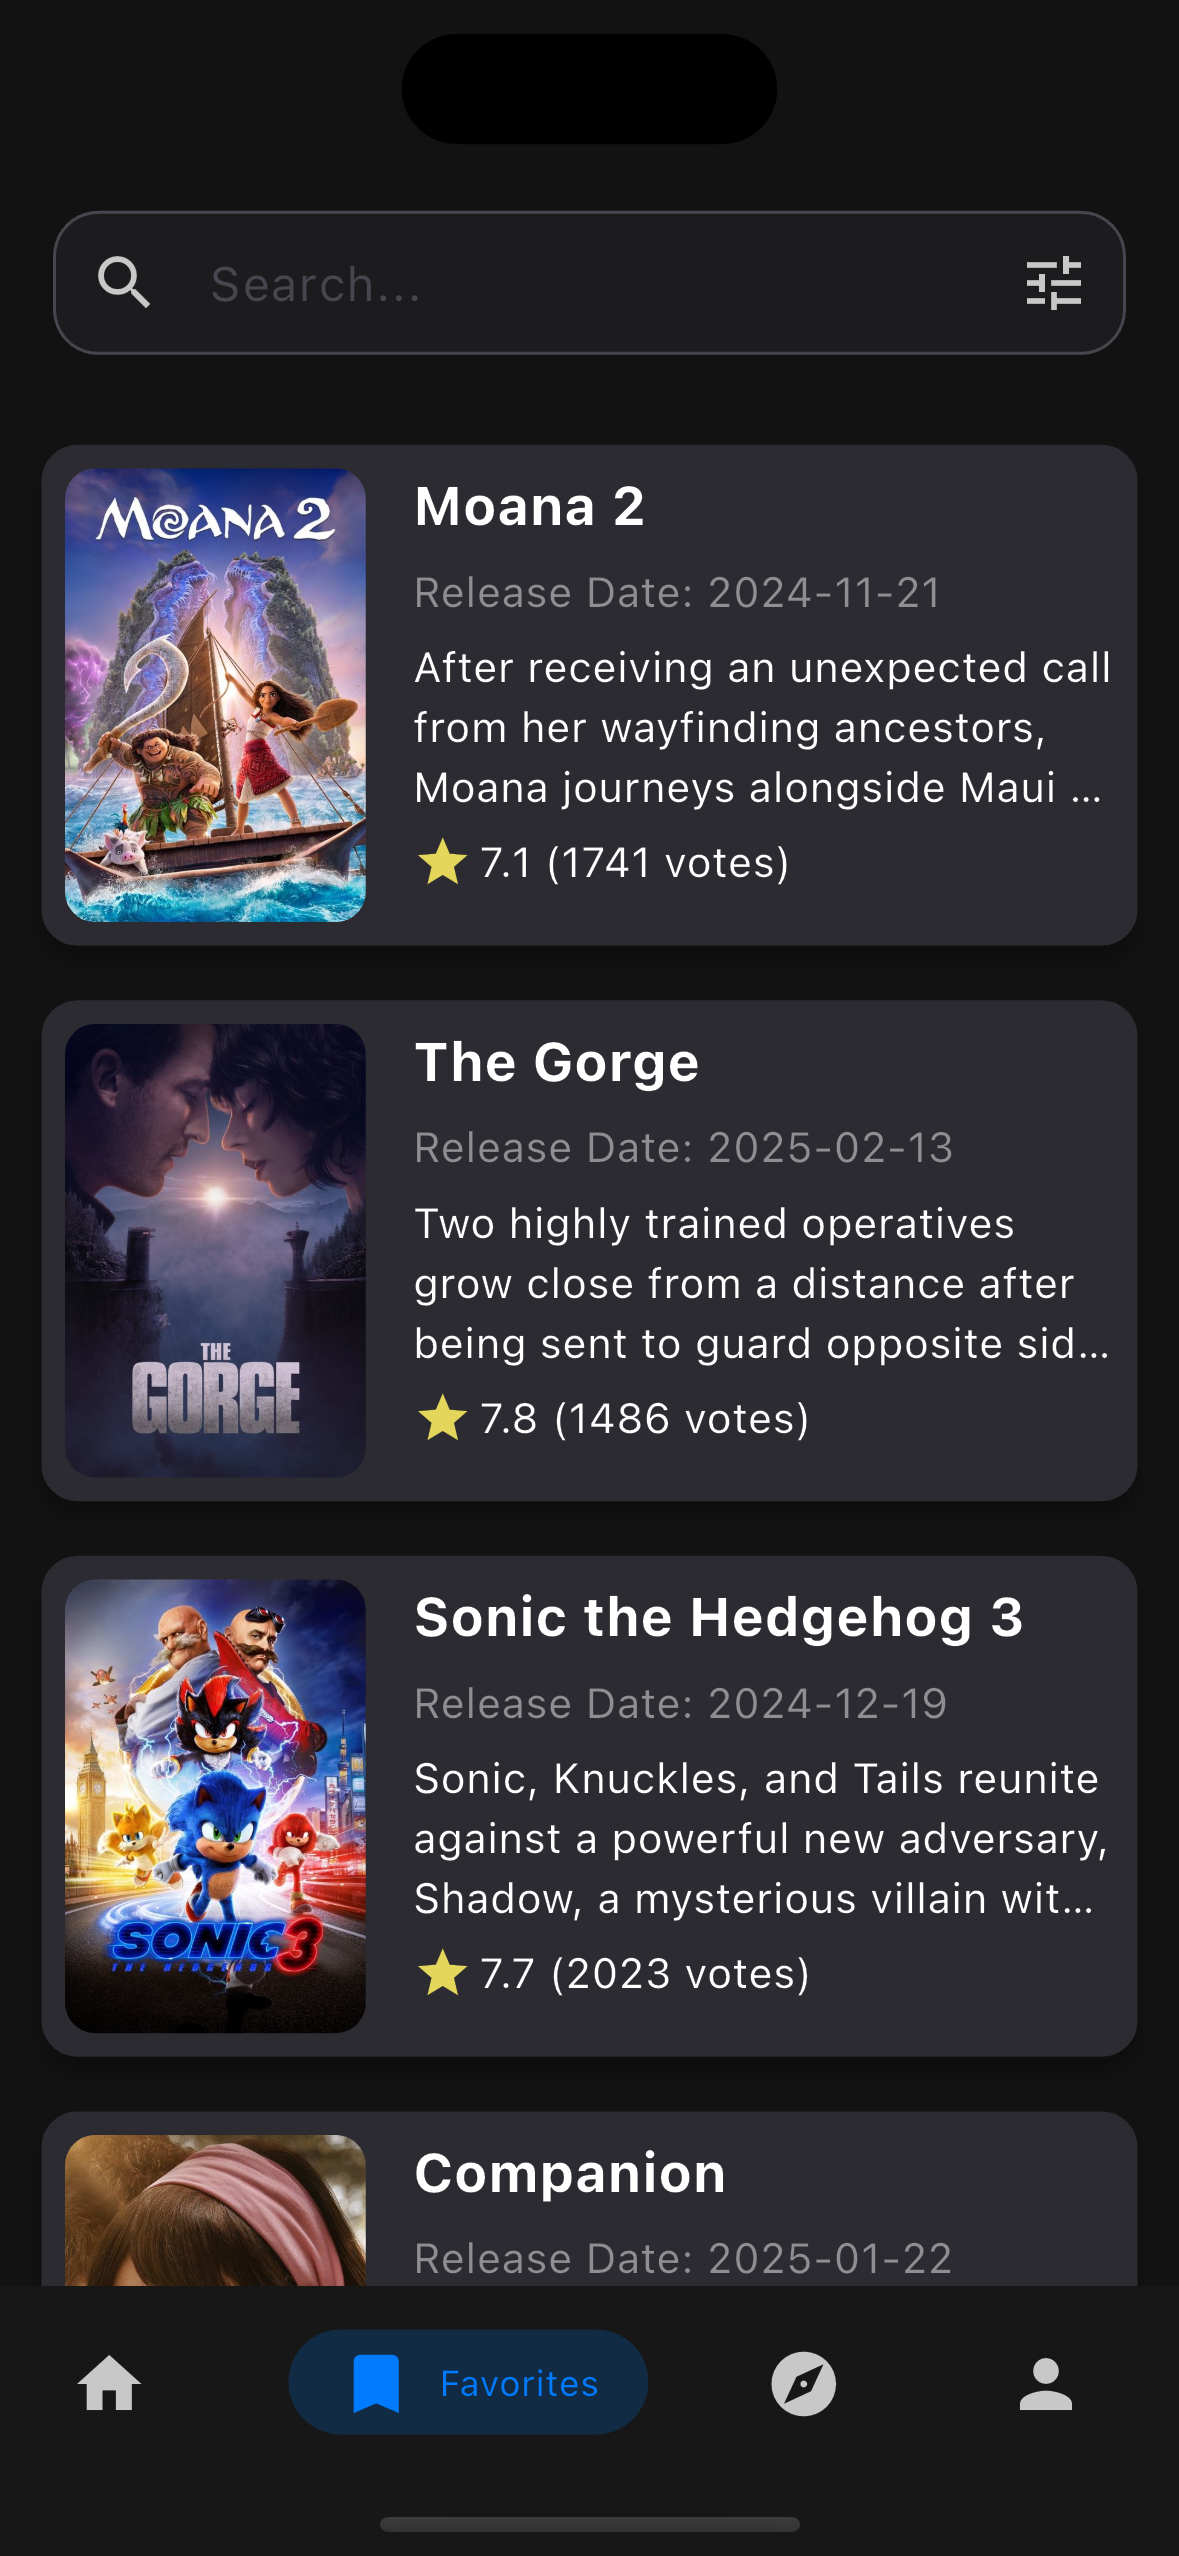 Search...
MOANA 2
Moana 2
Release Date: 2024-11-21
After receiving an unexpected call
from her wayfinding ancestors,
Moana journeys alongside Maui ...
7.1 (1741 votes)
THE
GORGE
The Gorge
Release Date: 2025-02-13
Two highly trained operatives
grow close from a distance after
being sent to guard opposite sid...
7.8 (1486 votes)
SONIC 3
THE HEDGEHOG
Sonic the Hedgehog 3
Release Date: 2024-12-19
Sonic, Knuckles, and Tails reunite
against a powerful new adversary,
Shadow, a mysterious villain wit...
7.7 (2023 votes)
Companion
Release Date: 2025-01-22
Favorites